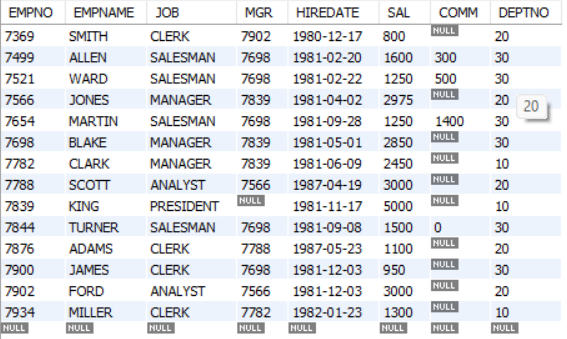 EMPNO EMPNAME JOB MGR HIREDATE SAL COMM DEPTNO
7369 SMITH CLERK 7902 1980-12-17 800 NULL 20
7499 ALLEN SALESMAN 7698 1981-02-20 1600 300 30
7521 WARD SALESMAN 7698 1981-02-22 1250 500 30
7566 JONES MANAGER 7839 1981-04-02 2975 NULL 20 20
7654 MARTIN SALESMAN 7698 1981-09-28 1250 1400 30
7698 BLAKE MANAGER 7839 1981-05-01 2850 NULL 30
7782 CLARK MANAGER 7839 1981-06-09 2450 NULL 10
7788 SCOTT ANALYST 7566 1987-04-19 3000 NULL 20
7839 KING PRESIDENT NULL 1981-11-17 5000 NULL 10
7844 TURNER SALESMAN 7698 1981-09-08 1500 0 30
7876 ADAMS CLERK 7788 1987-05-23 1100 NULL 20
7900 JAMES CLERK 7698 1981-12-03 950 NULL 30
7902 FORD ANALYST 7566 1981-12-03 3000 NULL 20
7934 MILLER CLERK 7782 1982-01-23 1300 NULL 10
NULL NULL NULL NULL NULL NULL NULL NULL